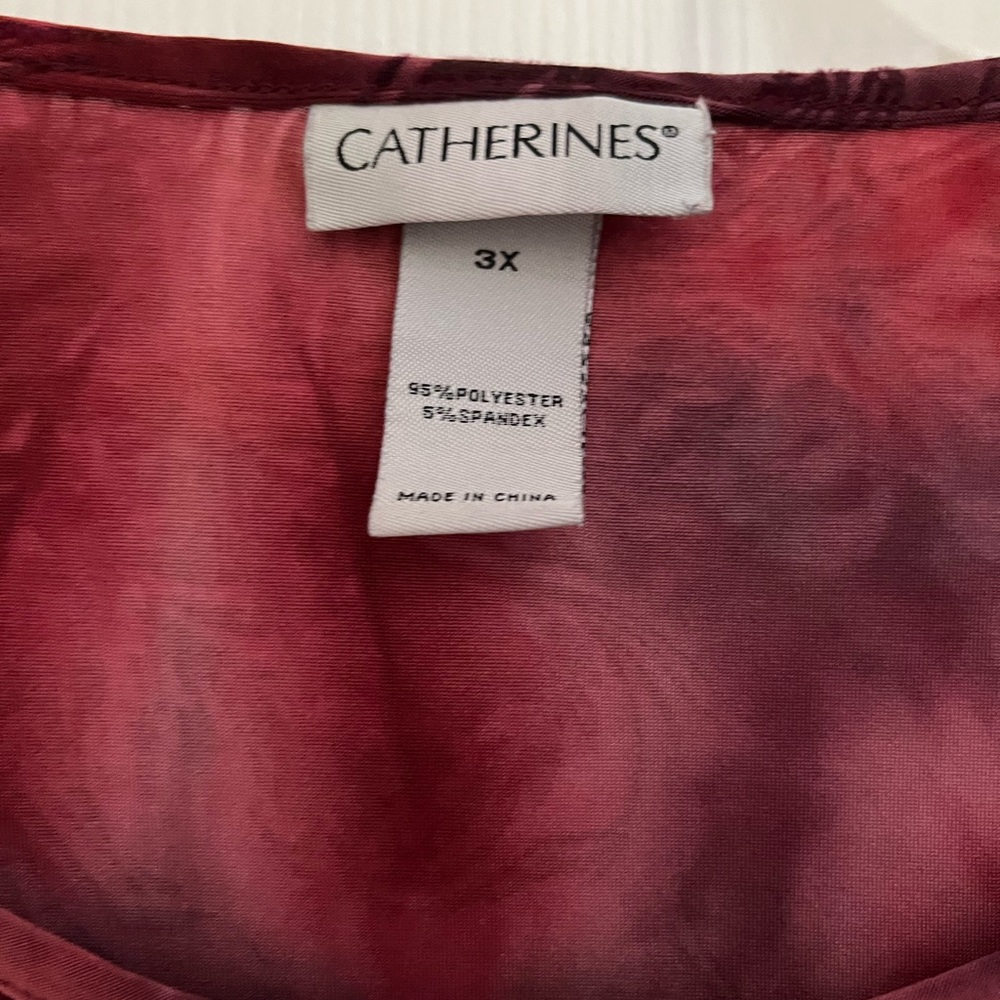 CATHERINES®
3X
95%POLYESTER
5%SPANDEX
MADE IN CHINA